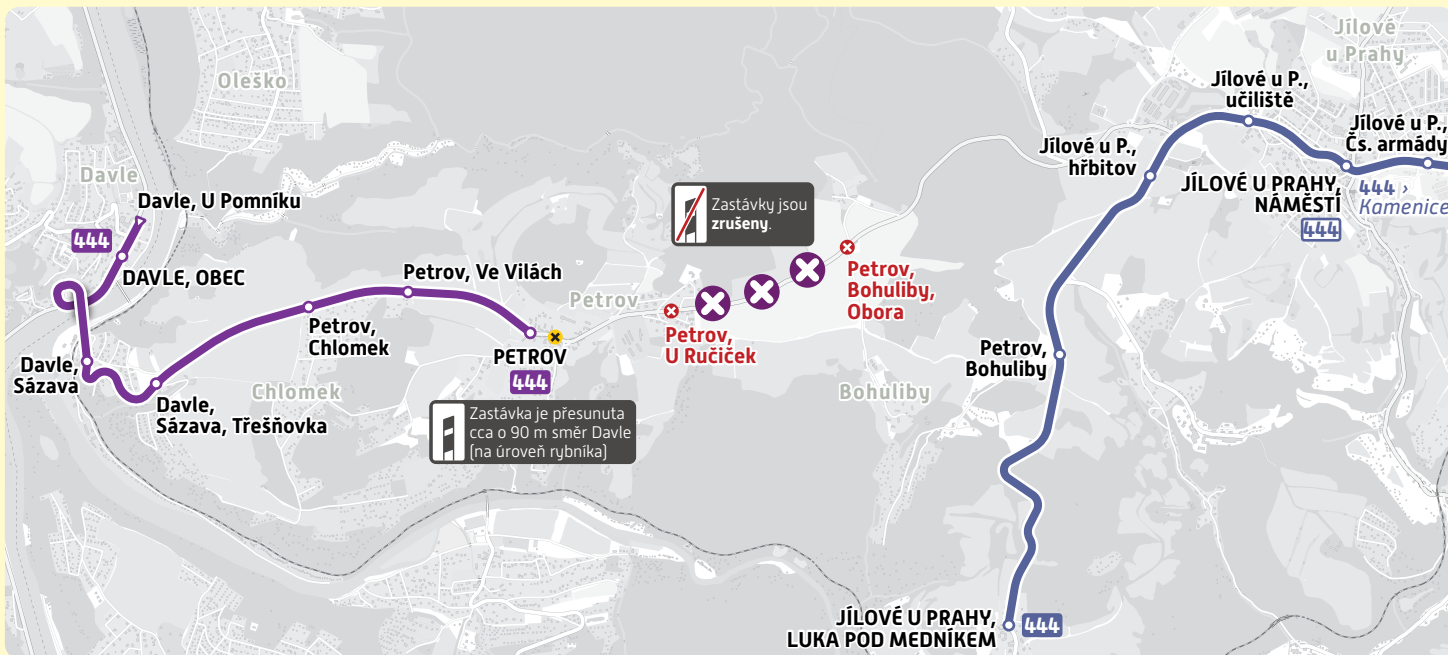 Jílové
u Prahy
Oleško
Jílové u P.,
učiliště
Jílové u P.,
Čs. armády
Jílové u P.,
hřbitov
Davle
Davle, U Pomníku
JÍLOVÉ U PRAHY,
NÁMĚSTÍ
444
444 ›
Kamenice
Zastávky jsou
zrušeny.
444
DAVLE, OBEC
Petrov, Ve Vilách
Petrov
Petrov,
Bohuliby,
Obora
Petrov,
Chlomek
Petrov,
U Ručiček
PETROV
444
Petrov,
Bohuliby
Davle,
Sázava
Chlomek
Bohuliby
Davle,
Sázava, Třešňovka
Zastávka je přesunuta
cca o 90 m směr Davle
(na úroveň rybníka)
JÍLOVÉ U PRAHY,
LUKA POD MEDNÍKEM
444